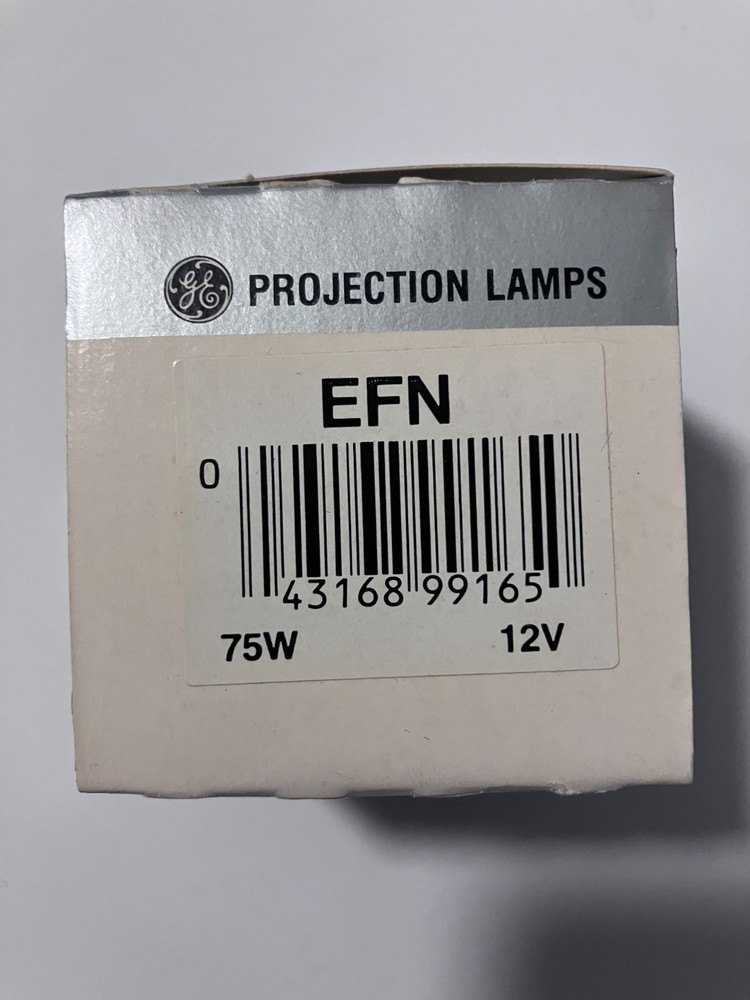 GE PROJECTION LAMPS
EFN
0 43168 99165
75W 12V